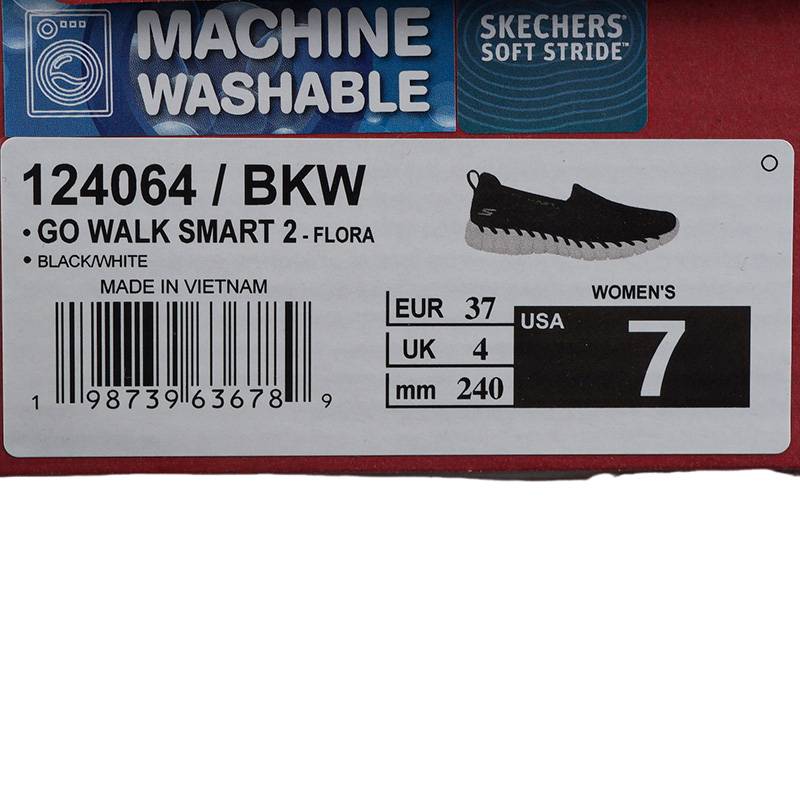 MACHINE
WASHABLE
SKECHERS®
SOFT STRIDE™
124064 / BKW
• GO WALK SMART 2 - FLORA
• BLACK/WHITE
MADE IN VIETNAM
1 98739 63678 9
EUR 37
UK 4
mm 240
WOMEN'S
USA 7